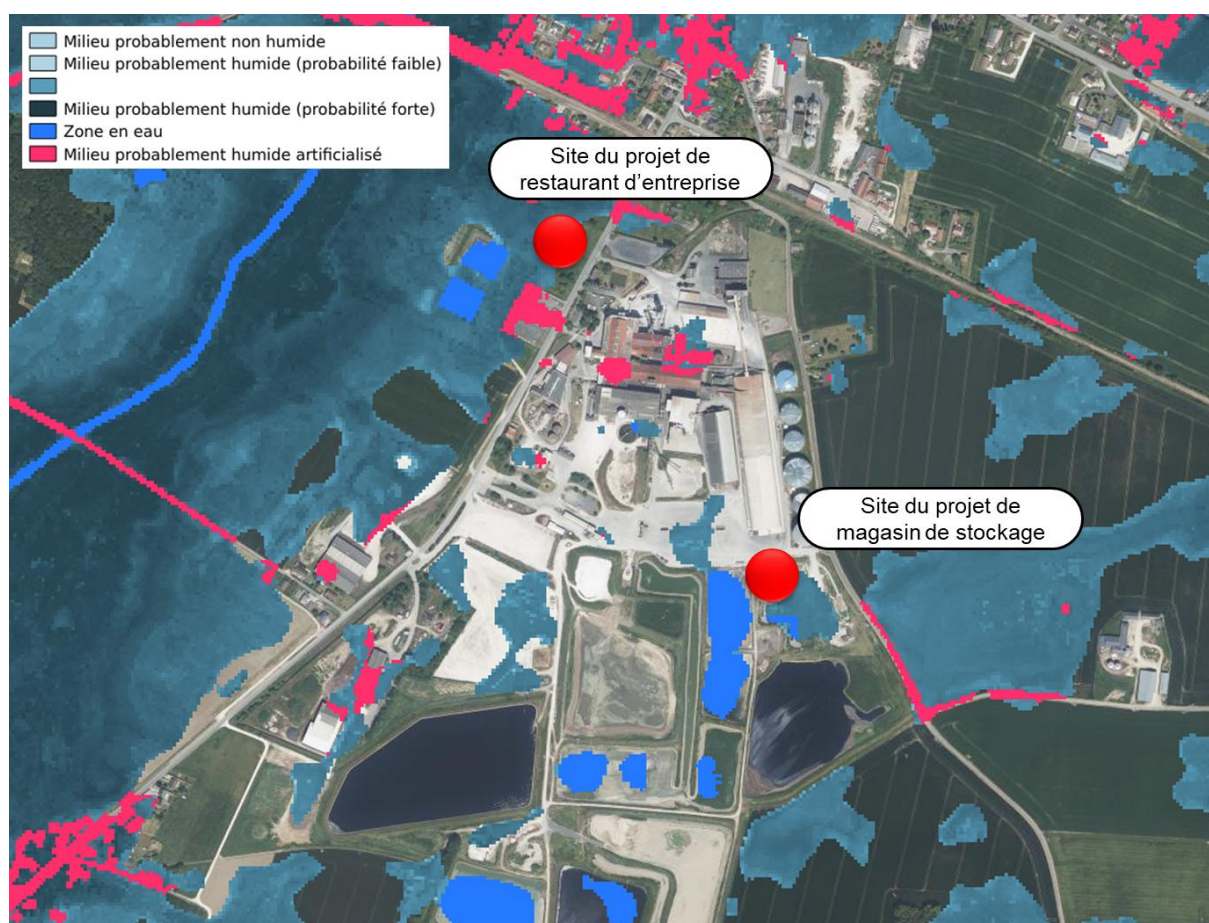 Milieu probablement non humide
Milieu probablement humide (probabilité faible)
Milieu probablement humide (probabilité forte)
Zone en eau
Milieu probablement humide artificialisé
Site du projet de
restaurant d'entreprise
Site du projet de
magasin de stockage